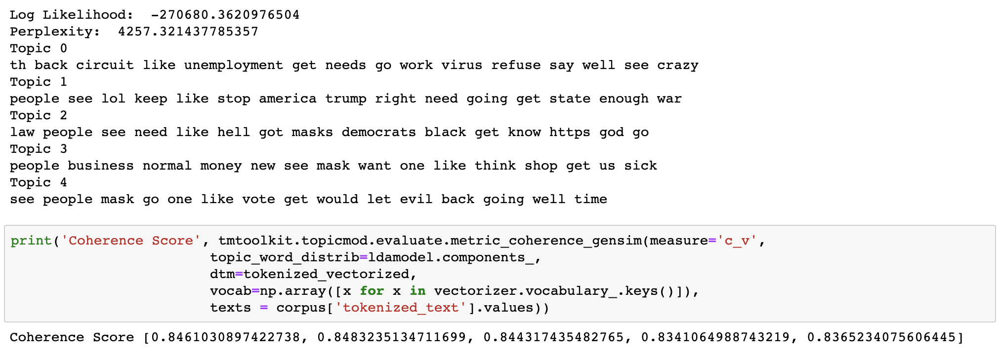 Log Likelihood:  -270680.3620976504
Perplexity:  4257.321437785357
Topic 0
th back circuit like unemployment get needs go work virus refuse say well see crazy
Topic 1
people see lol keep like stop america trump right need going get state enough war
Topic 2
law people see need like hell got masks democrats black get know https god go
Topic 3
people business normal money new see mask want one like think shop get us sick
Topic 4
see people mask go one like vote get would let evil back going well time
print('Coherence Score', tmtoolkit.topicmod.evaluate.metric_coherence_gensim(measure='c_v',
                        topic_word_distrib=ldamodel.components_,
                        dtm=tokenized_vectorized,
                        vocab=np.array([x for x in vectorizer.vocabulary_.keys()]),
                        texts = corpus['tokenized_text'].values))
Coherence Score [0.8461030897422738, 0.8483235134711699, 0.844317435482765, 0.8341064988743219, 0.8365234075606445]